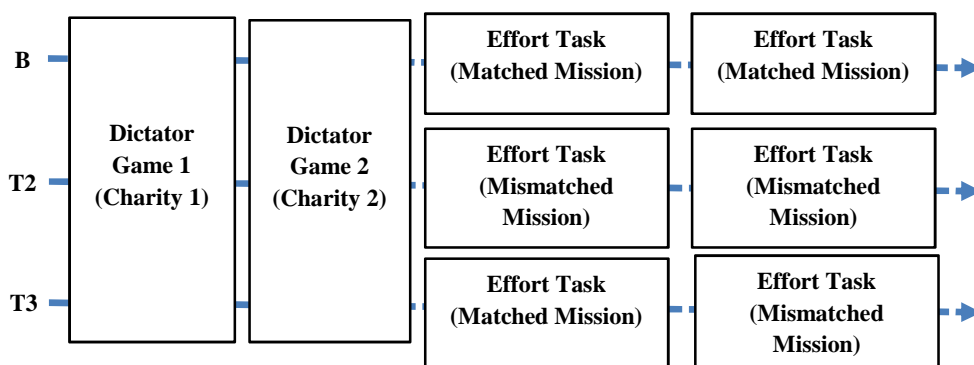 B
Dictator
Game 1
(Charity 1)
Dictator
Game 2
(Charity 2)
Effort Task
(Matched Mission)
Effort Task
(Matched Mission)
T2
Effort Task
(Mismatched
Mission)
Effort Task
(Mismatched
Mission)
T3
Effort Task
(Matched Mission)
Effort Task
(Mismatched
Mission)